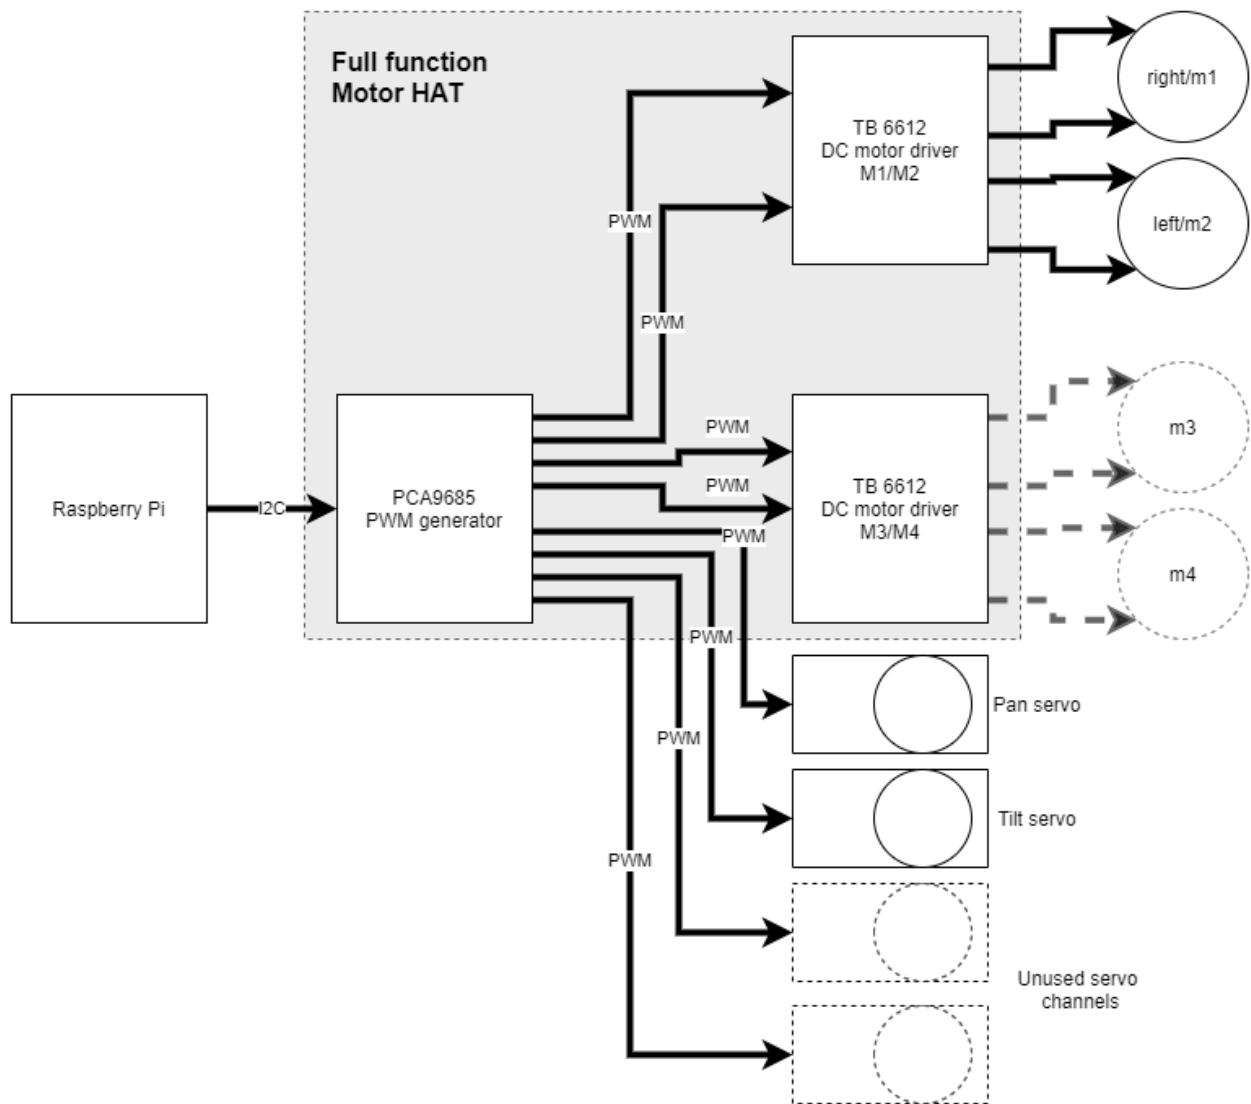 Full function
Motor HAT
TB 6612
DC motor driver
M1/M2
right/m1
left/m2
PWM
PWM
Raspberry Pi
I2C
PCA9685
PWM generator
PWM
PWM
PWM
TB 6612
DC motor driver
M3/M4
m3
m4
PWM
Pan servo
PWM
Tilt servo
PWM
Unused servo
channels